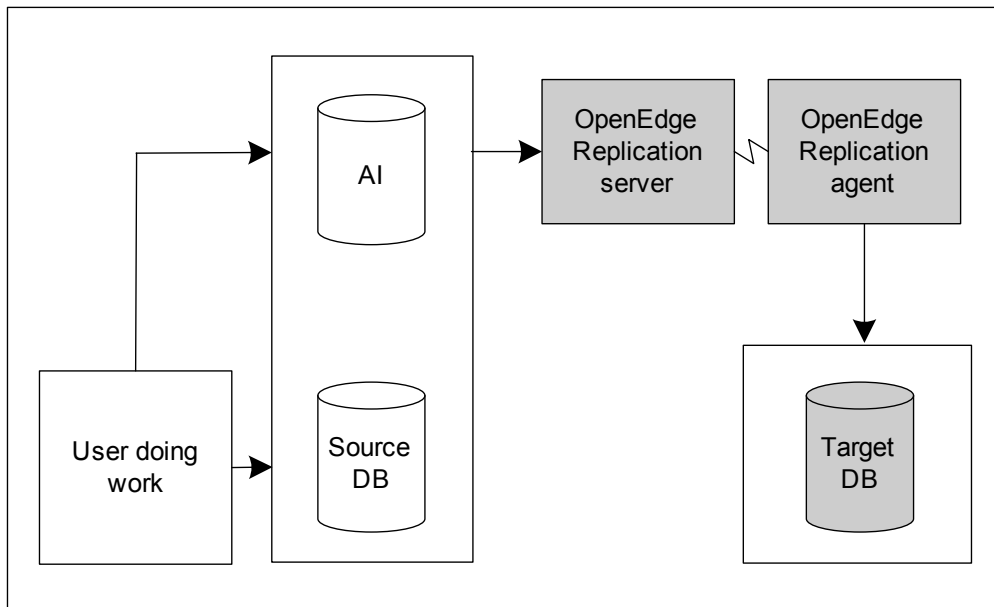 AI
OpenEdge
Replication
server
OpenEdge
Replication
agent
User doing
work
Source
DB
Target
DB